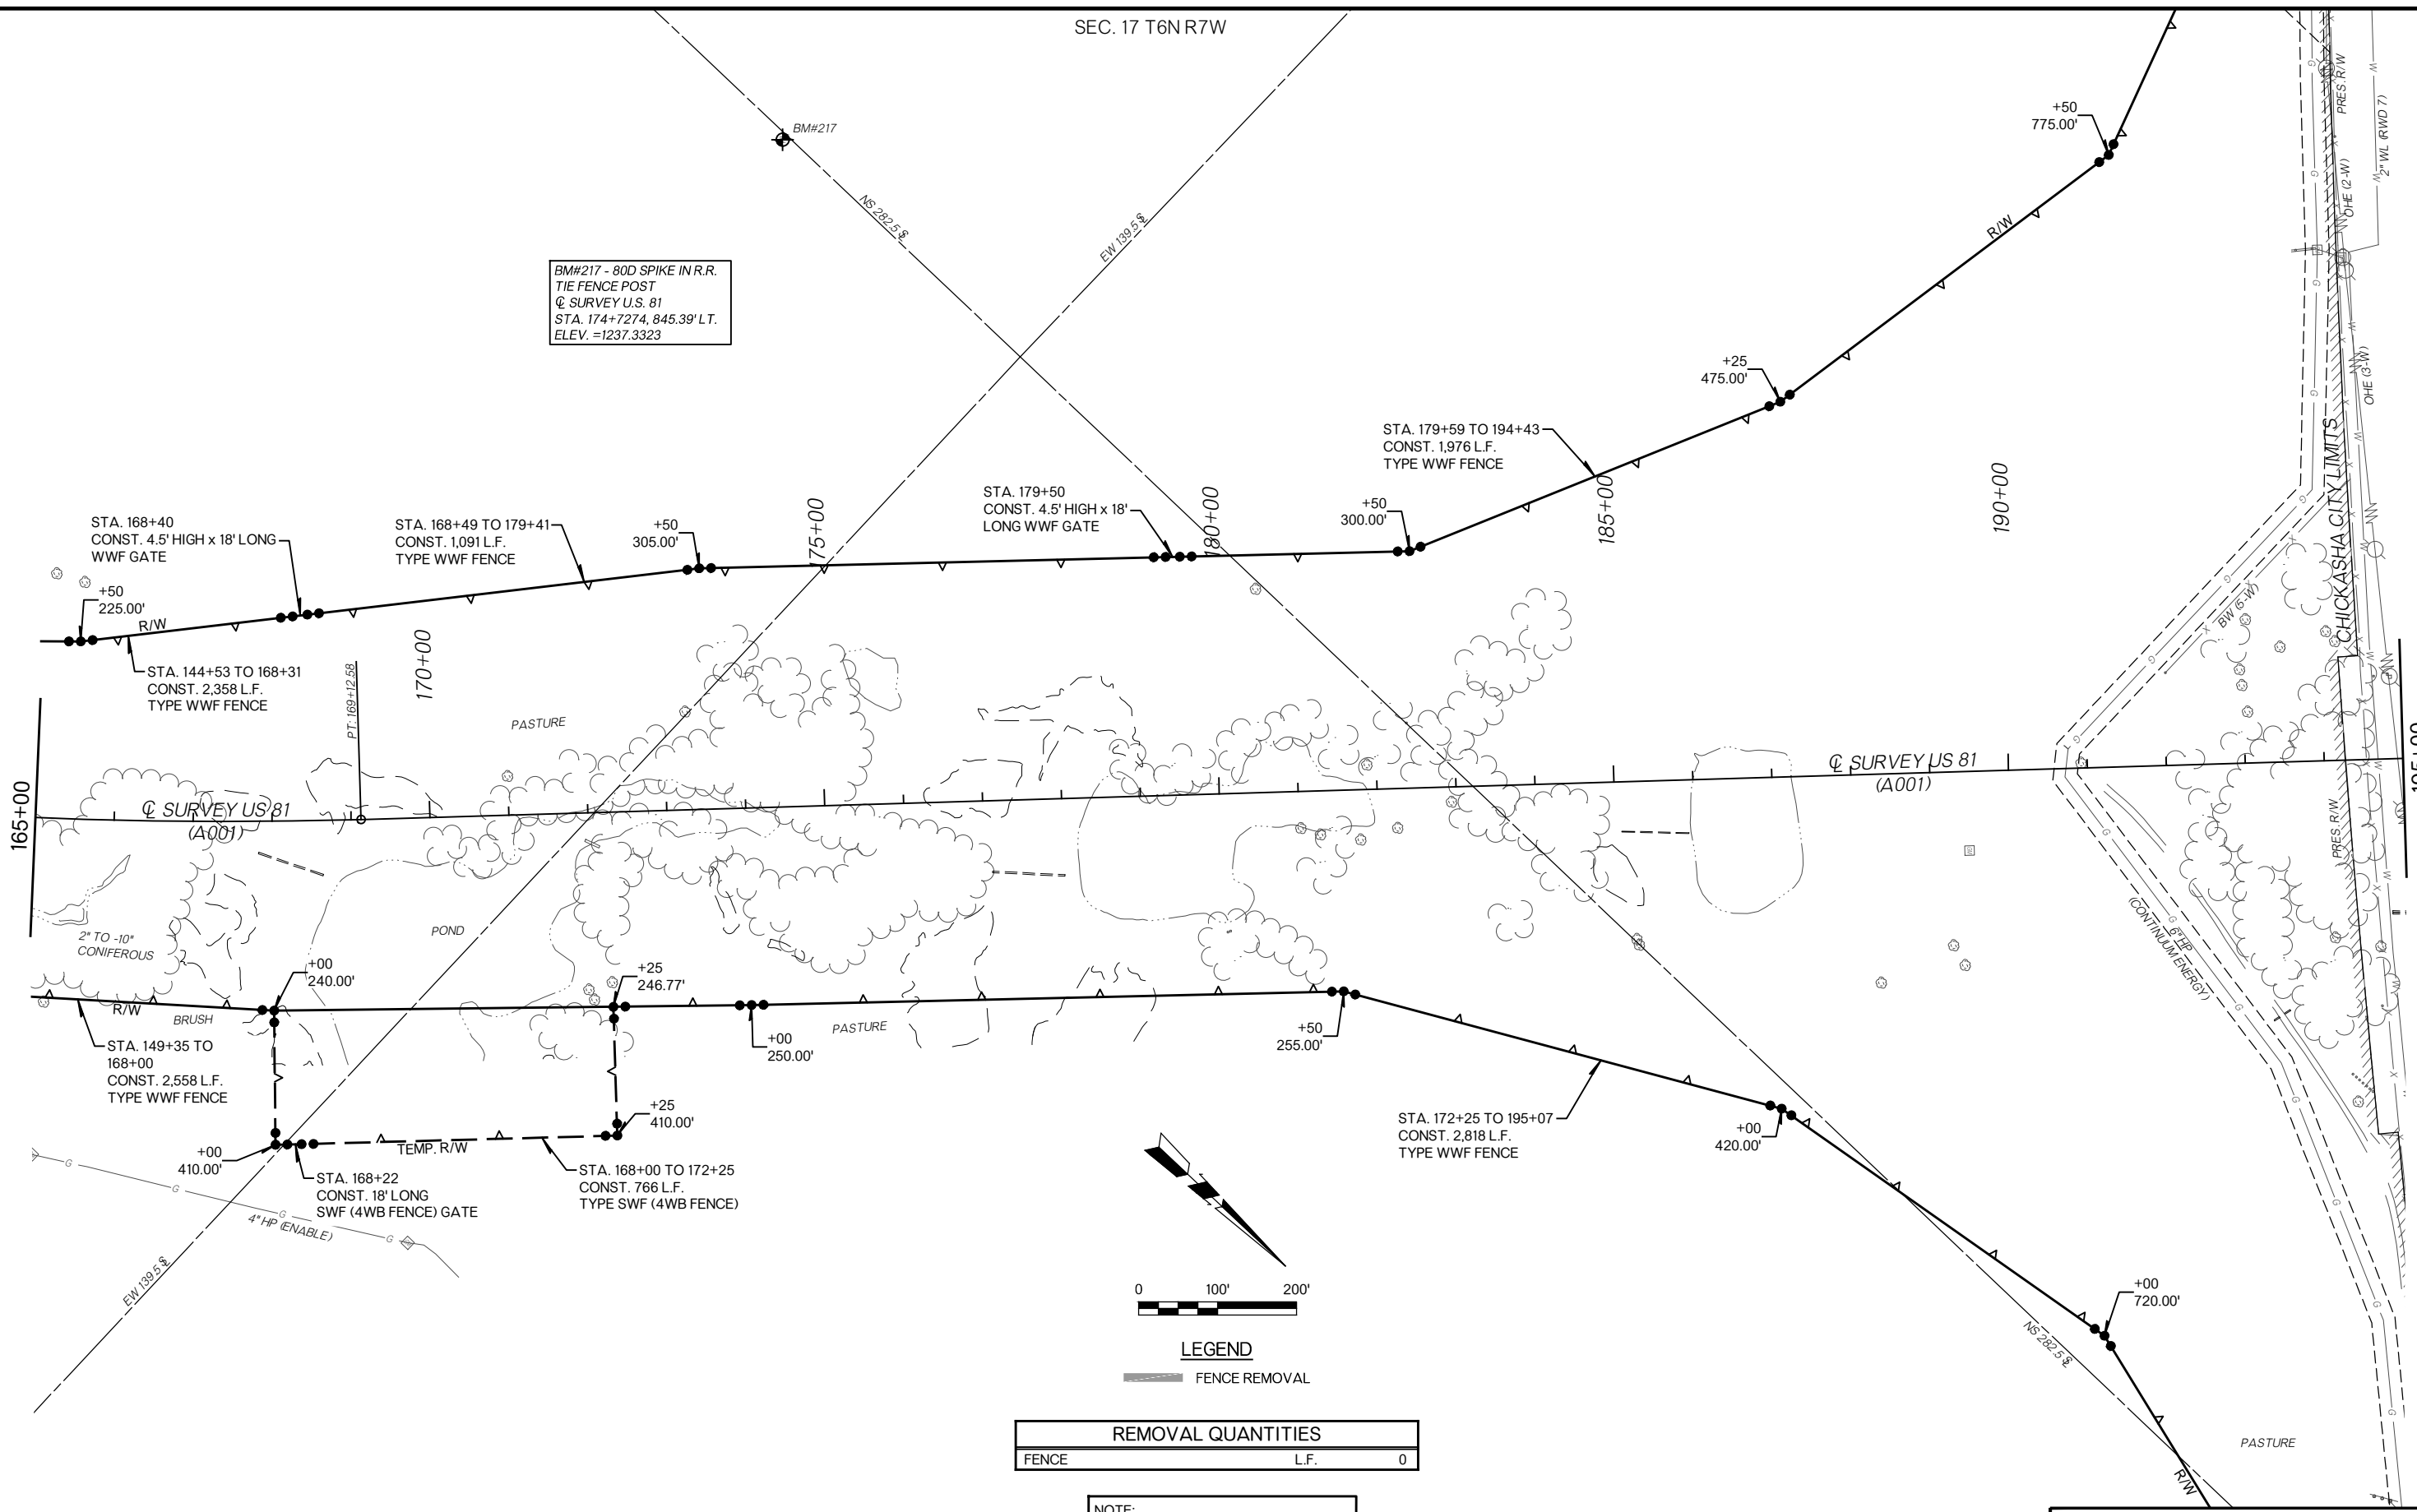 SEC. 17 T6N R7W
BM#217
NS 282.5 ℄
EW 139.5 ℄
BM#217 - 80D SPIKE IN R.R.
TIE FENCE POST
℄ SURVEY U.S. 81
STA. 174+7274, 845.39' LT.
ELEV. =1237.3323
+50
775.00'
R/W
+25
475.00'
STA. 179+59 TO 194+43
CONST. 1,976 L.F.
TYPE WWF FENCE
+50
300.00'
STA. 179+50
CONST. 4.5' HIGH x 18'
LONG WWF GATE
+50
305.00'
STA. 168+49 TO 179+41
CONST. 1,091 L.F.
TYPE WWF FENCE
STA. 168+40
CONST. 4.5' HIGH x 18' LONG
WWF GATE
+50
225.00'
R/W
STA. 144+53 TO 168+31
CONST. 2,358 L.F.
TYPE WWF FENCE
PT: 169+12.58
170+00
175+00
180+00
185+00
190+00
PRES. R/W
2" WL (RWD 7)
OHE (2-W)
OHE (3-W)
CHICKASHA CITY LIMITS
BW (5-W)
PASTURE
165+00
℄ SURVEY US 81
(A001)
℄ SURVEY US 81
(A001)
195+00
PRES. R/W
2" TO -10"
CONIFEROUS
POND
6" HP
(CONTINUUM ENERGY)
+00
240.00'
+25
246.77'
R/W
BRUSH
PASTURE
+00
250.00'
+50
255.00'
STA. 149+35 TO
168+00
CONST. 2,558 L.F.
TYPE WWF FENCE
+25
410.00'
+00
410.00'
TEMP. R/W
STA. 168+22
CONST. 18' LONG
SWF (4WB FENCE) GATE
STA. 168+00 TO 172+25
CONST. 766 L.F.
TYPE SWF (4WB FENCE)
4" HP (ENABLE)
EW 139.5 ℄
STA. 172+25 TO 195+07
CONST. 2,818 L.F.
TYPE WWF FENCE
+00
420.00'
+00
720.00'
NS 282.5 ℄
0 100' 200'
LEGEND
FENCE REMOVAL
REMOVAL QUANTITIES
FENCE L.F. 0
PASTURE
R/W
NOTE: